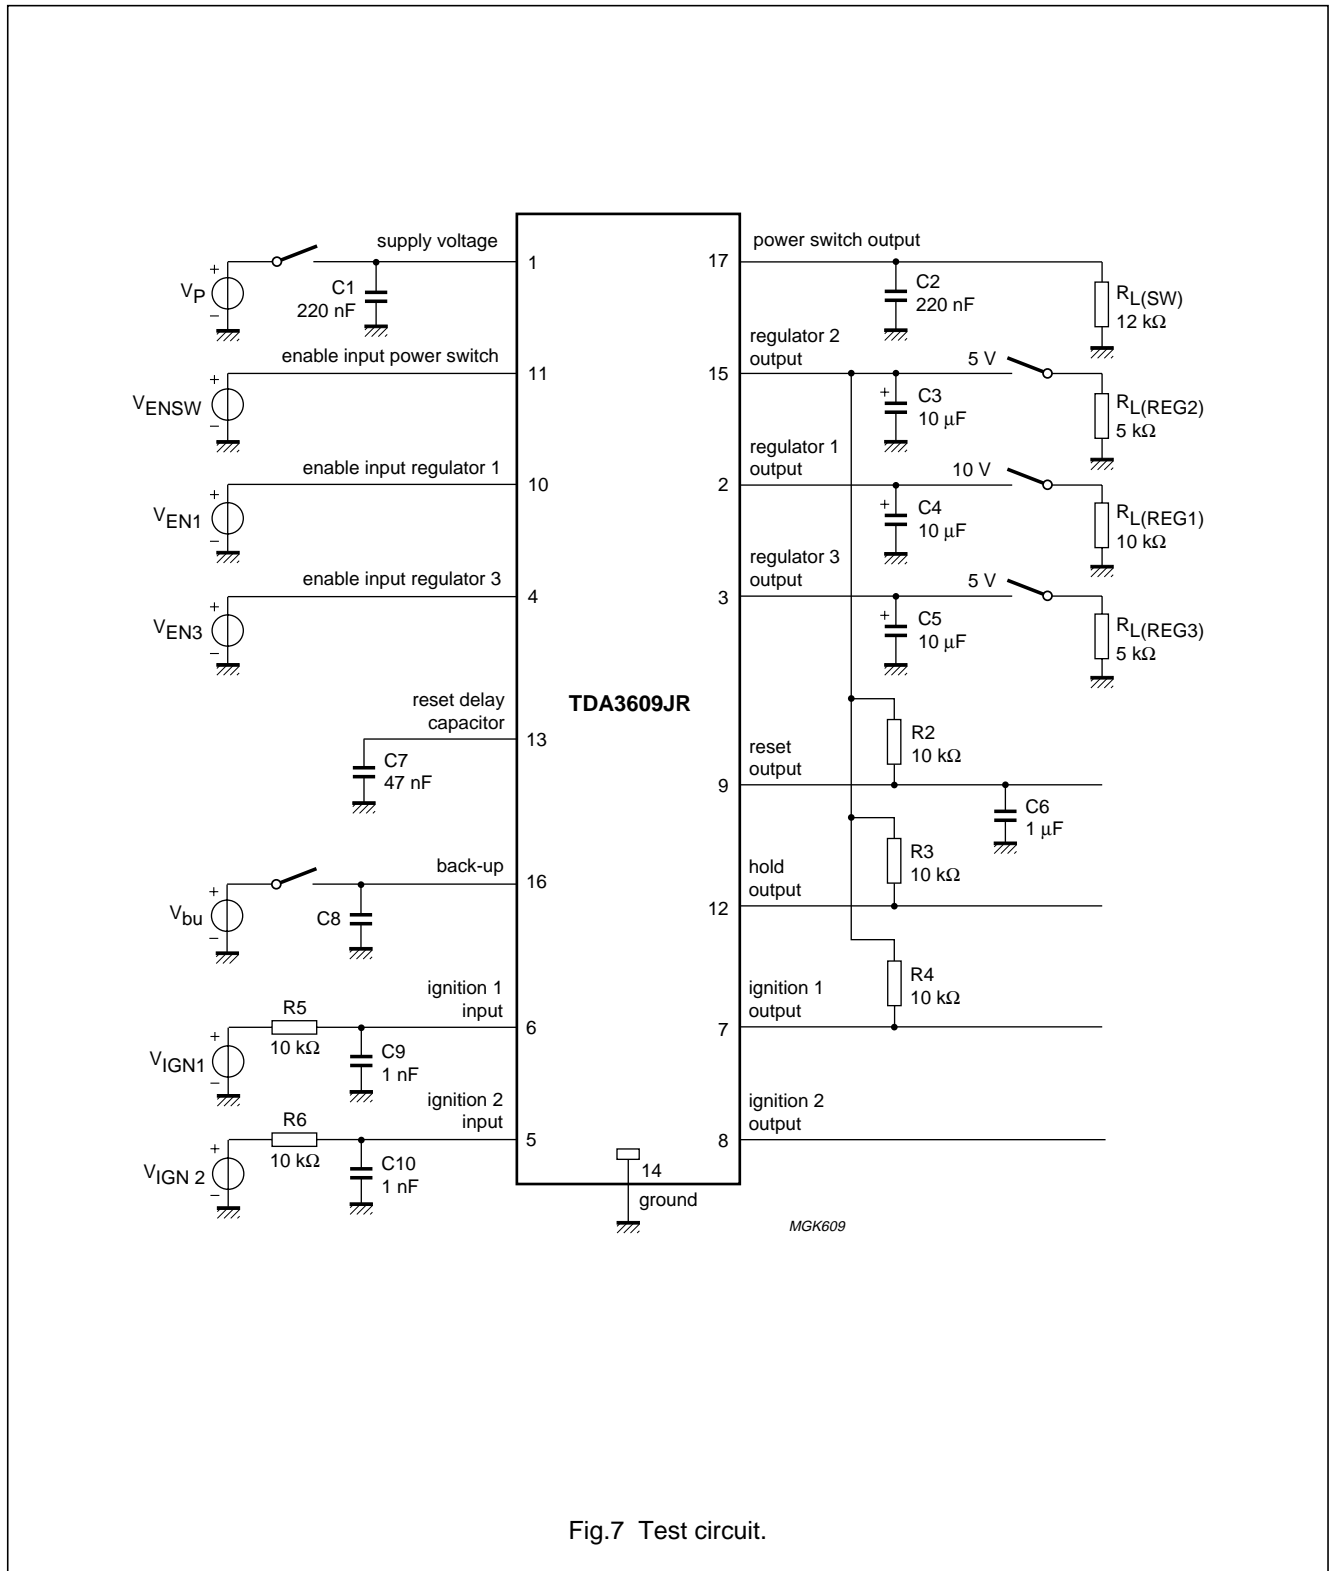 supply voltage
1
+
V_P
−
C1
220 nF
enable input power switch
11
+
V_ENSW
−
enable input regulator 1
10
+
V_EN1
−
enable input regulator 3
4
+
V_EN3
−
reset delay
capacitor
13
C7
47 nF
back-up
16
+
V_bu
−
C8
ignition 1
input
6
R5
10 kΩ
+
V_IGN1
−
C9
1 nF
ignition 2
input
5
R6
10 kΩ
+
V_IGN 2
−
C10
1 nF
TDA3609JR
14
ground
power switch output
17
C2
220 nF
R_L(SW)
12 kΩ
regulator 2
output
15
5 V
+
C3
10 μF
R_L(REG2)
5 kΩ
regulator 1
output
2
10 V
+
C4
10 μF
R_L(REG1)
10 kΩ
regulator 3
output
3
5 V
+
C5
10 μF
R_L(REG3)
5 kΩ
R2
10 kΩ
reset
output
9
C6
1 μF
R3
10 kΩ
hold
output
12
R4
10 kΩ
ignition 1
output
7
ignition 2
output
8
MGK609
Fig.7 Test circuit.